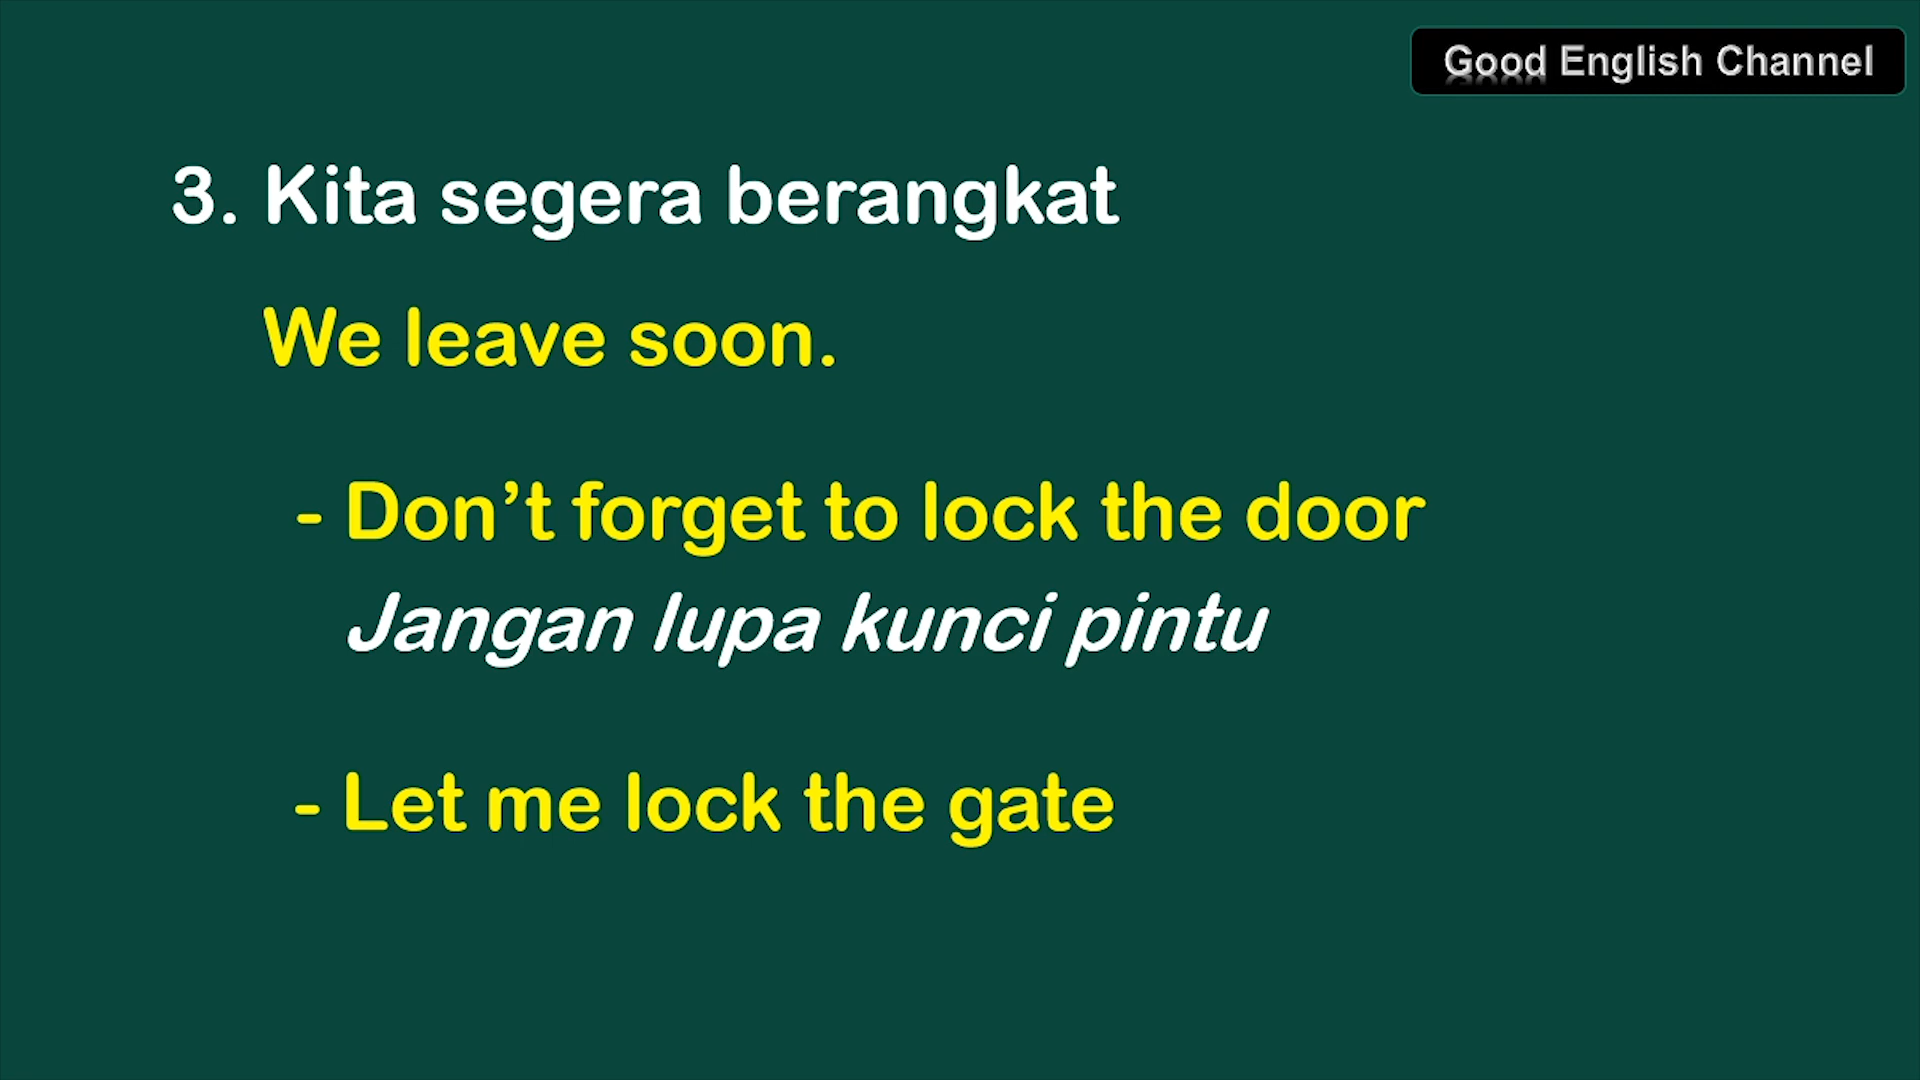 Good English Channel
3. Kita segera berangkat
We leave soon.
- Don’t forget to lock the door
Jangan lupa kunci pintu
- Let me lock the gate